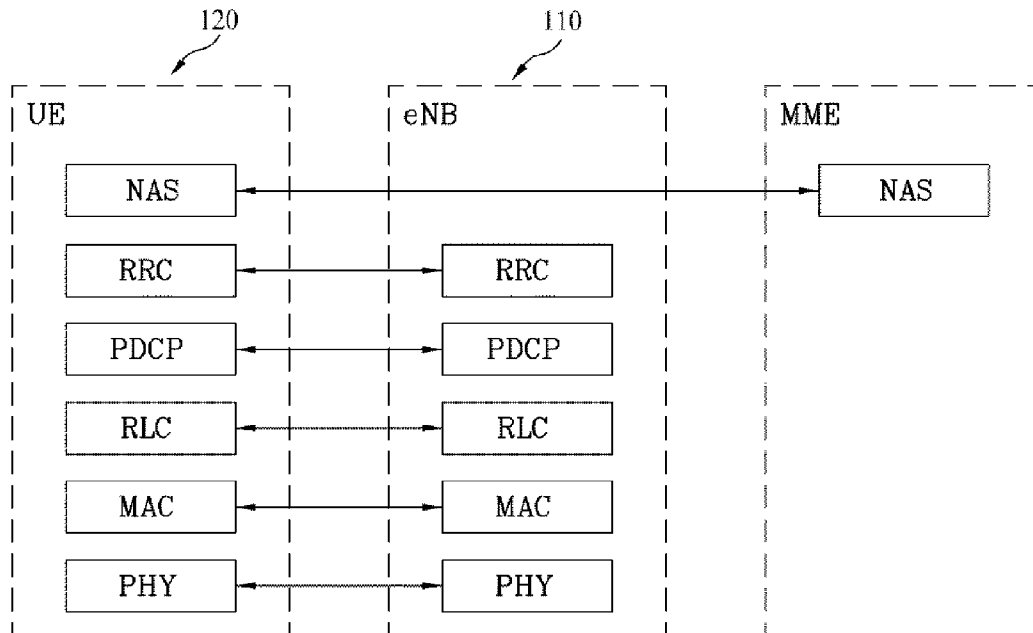 120 110
UE eNB MME
NAS NAS
RRC RRC
PDCP PDCP
RLC RLC
MAC MAC
PHY PHY